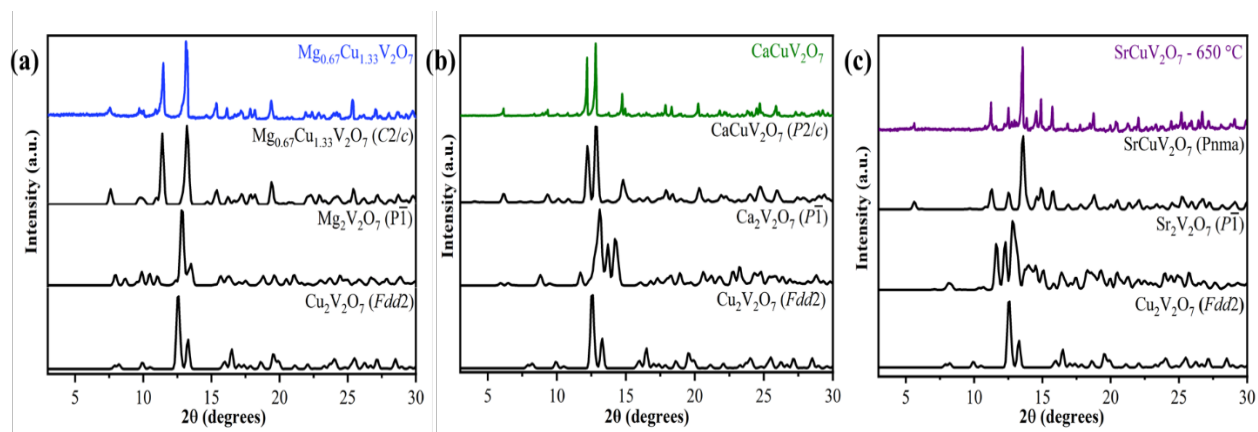 (a)
Mg0.67Cu1.33V2O7
Mg0.67Cu1.33V2O7 (C2/c)
Mg2V2O7 (P1̅)
Cu2V2O7 (Fdd2)
Intensity (a.u.)
5 10 15 20 25 30
2θ (degrees)
(b)
CaCuV2O7
CaCuV2O7 (P2/c)
Ca2V2O7 (P1̅)
Cu2V2O7 (Fdd2)
Intensity (a.u.)
5 10 15 20 25 30
2θ (degrees)
(c)
SrCuV2O7 - 650 °C
SrCuV2O7 (Pnma)
Sr2V2O7 (P1̅)
Cu2V2O7 (Fdd2)
Intensity (a.u.)
5 10 15 20 25 30
2θ (degrees)